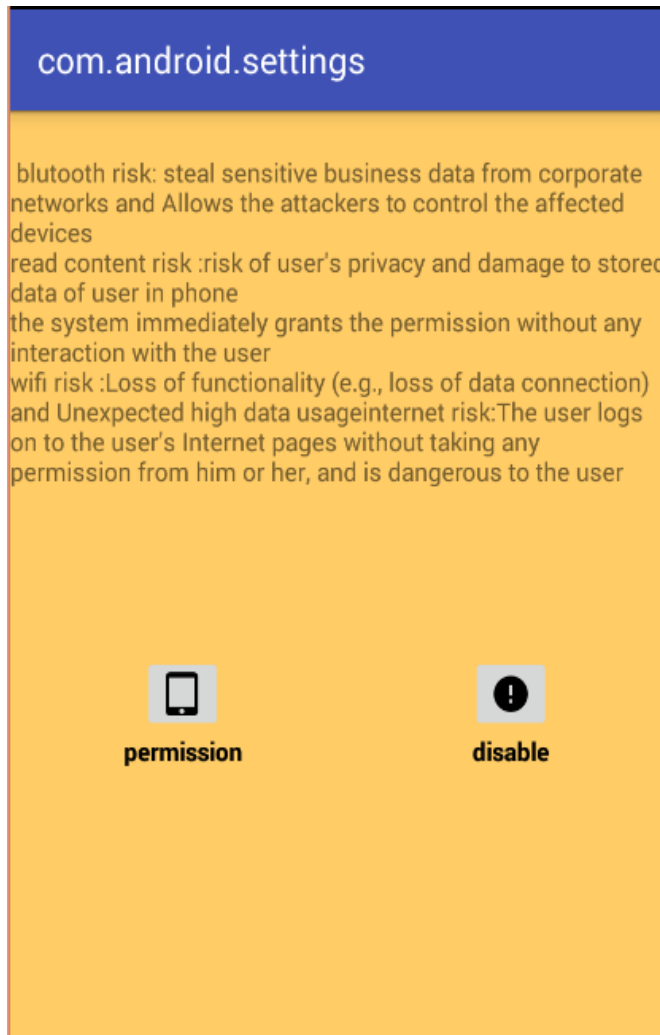 com.android.settings
blutooth risk: steal sensitive business data from corporate
networks and Allows the attackers to control the affected
devices
read content risk :risk of user's privacy and damage to stored
data of user in phone
the system immediately grants the permission without any
interaction with the user
wifi risk :Loss of functionality (e.g., loss of data connection)
and Unexpected high data usageinternet risk:The user logs
on to the user's Internet pages without taking any
permission from him or her, and is dangerous to the user
permission
disable